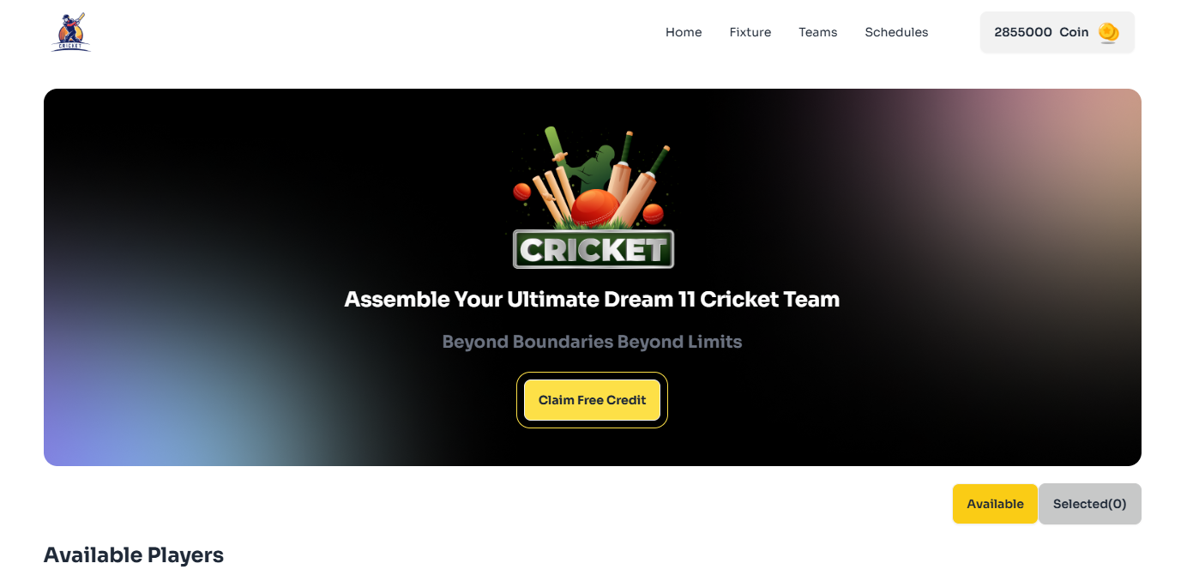 CRICKET
Home
Fixture
Teams
Schedules
2855000 Coin
CRICKET
Assemble Your Ultimate Dream 11 Cricket Team
Beyond Boundaries Beyond Limits
Claim Free Credit
Available
Selected(0)
Available Players